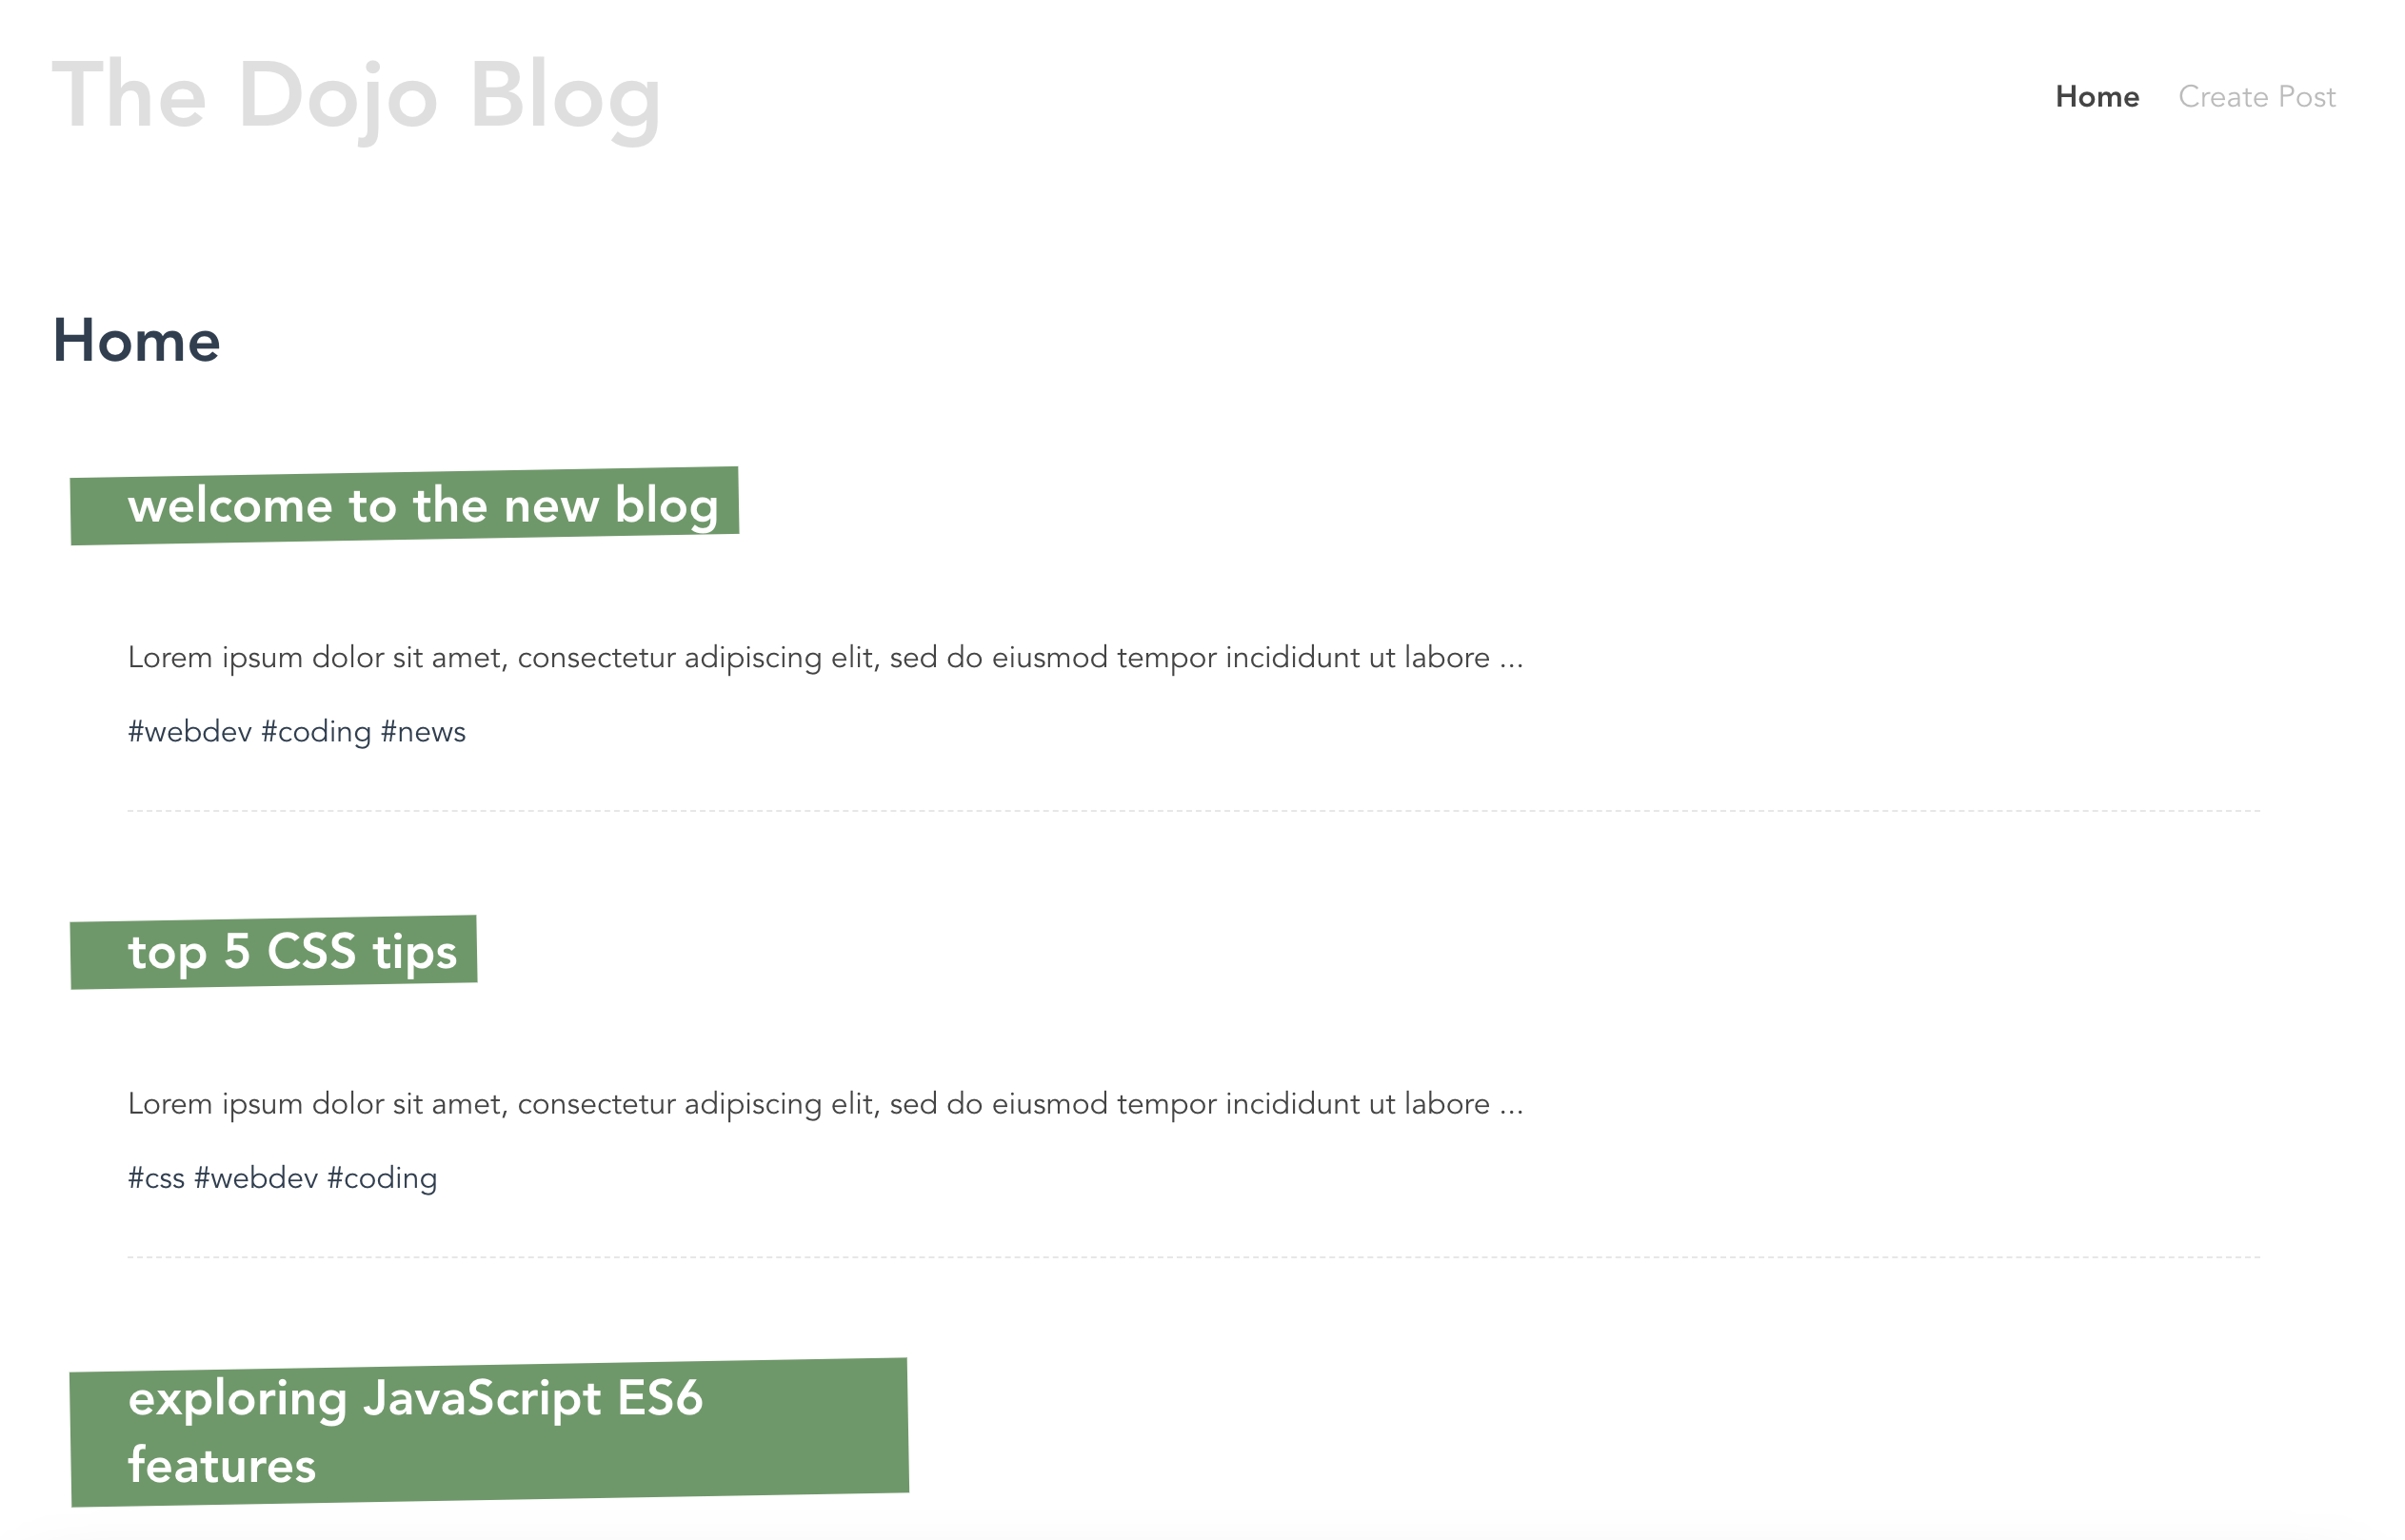 The Dojo Blog
Home Create Post
Home
welcome to the new blog
Lorem ipsum dolor sit amet, consectetur adipiscing elit, sed do eiusmod tempor incididunt ut labore ...
#webdev #coding #news
top 5 CSS tips
Lorem ipsum dolor sit amet, consectetur adipiscing elit, sed do eiusmod tempor incididunt ut labore ...
#css #webdev #coding
exploring JavaScript ES6
features